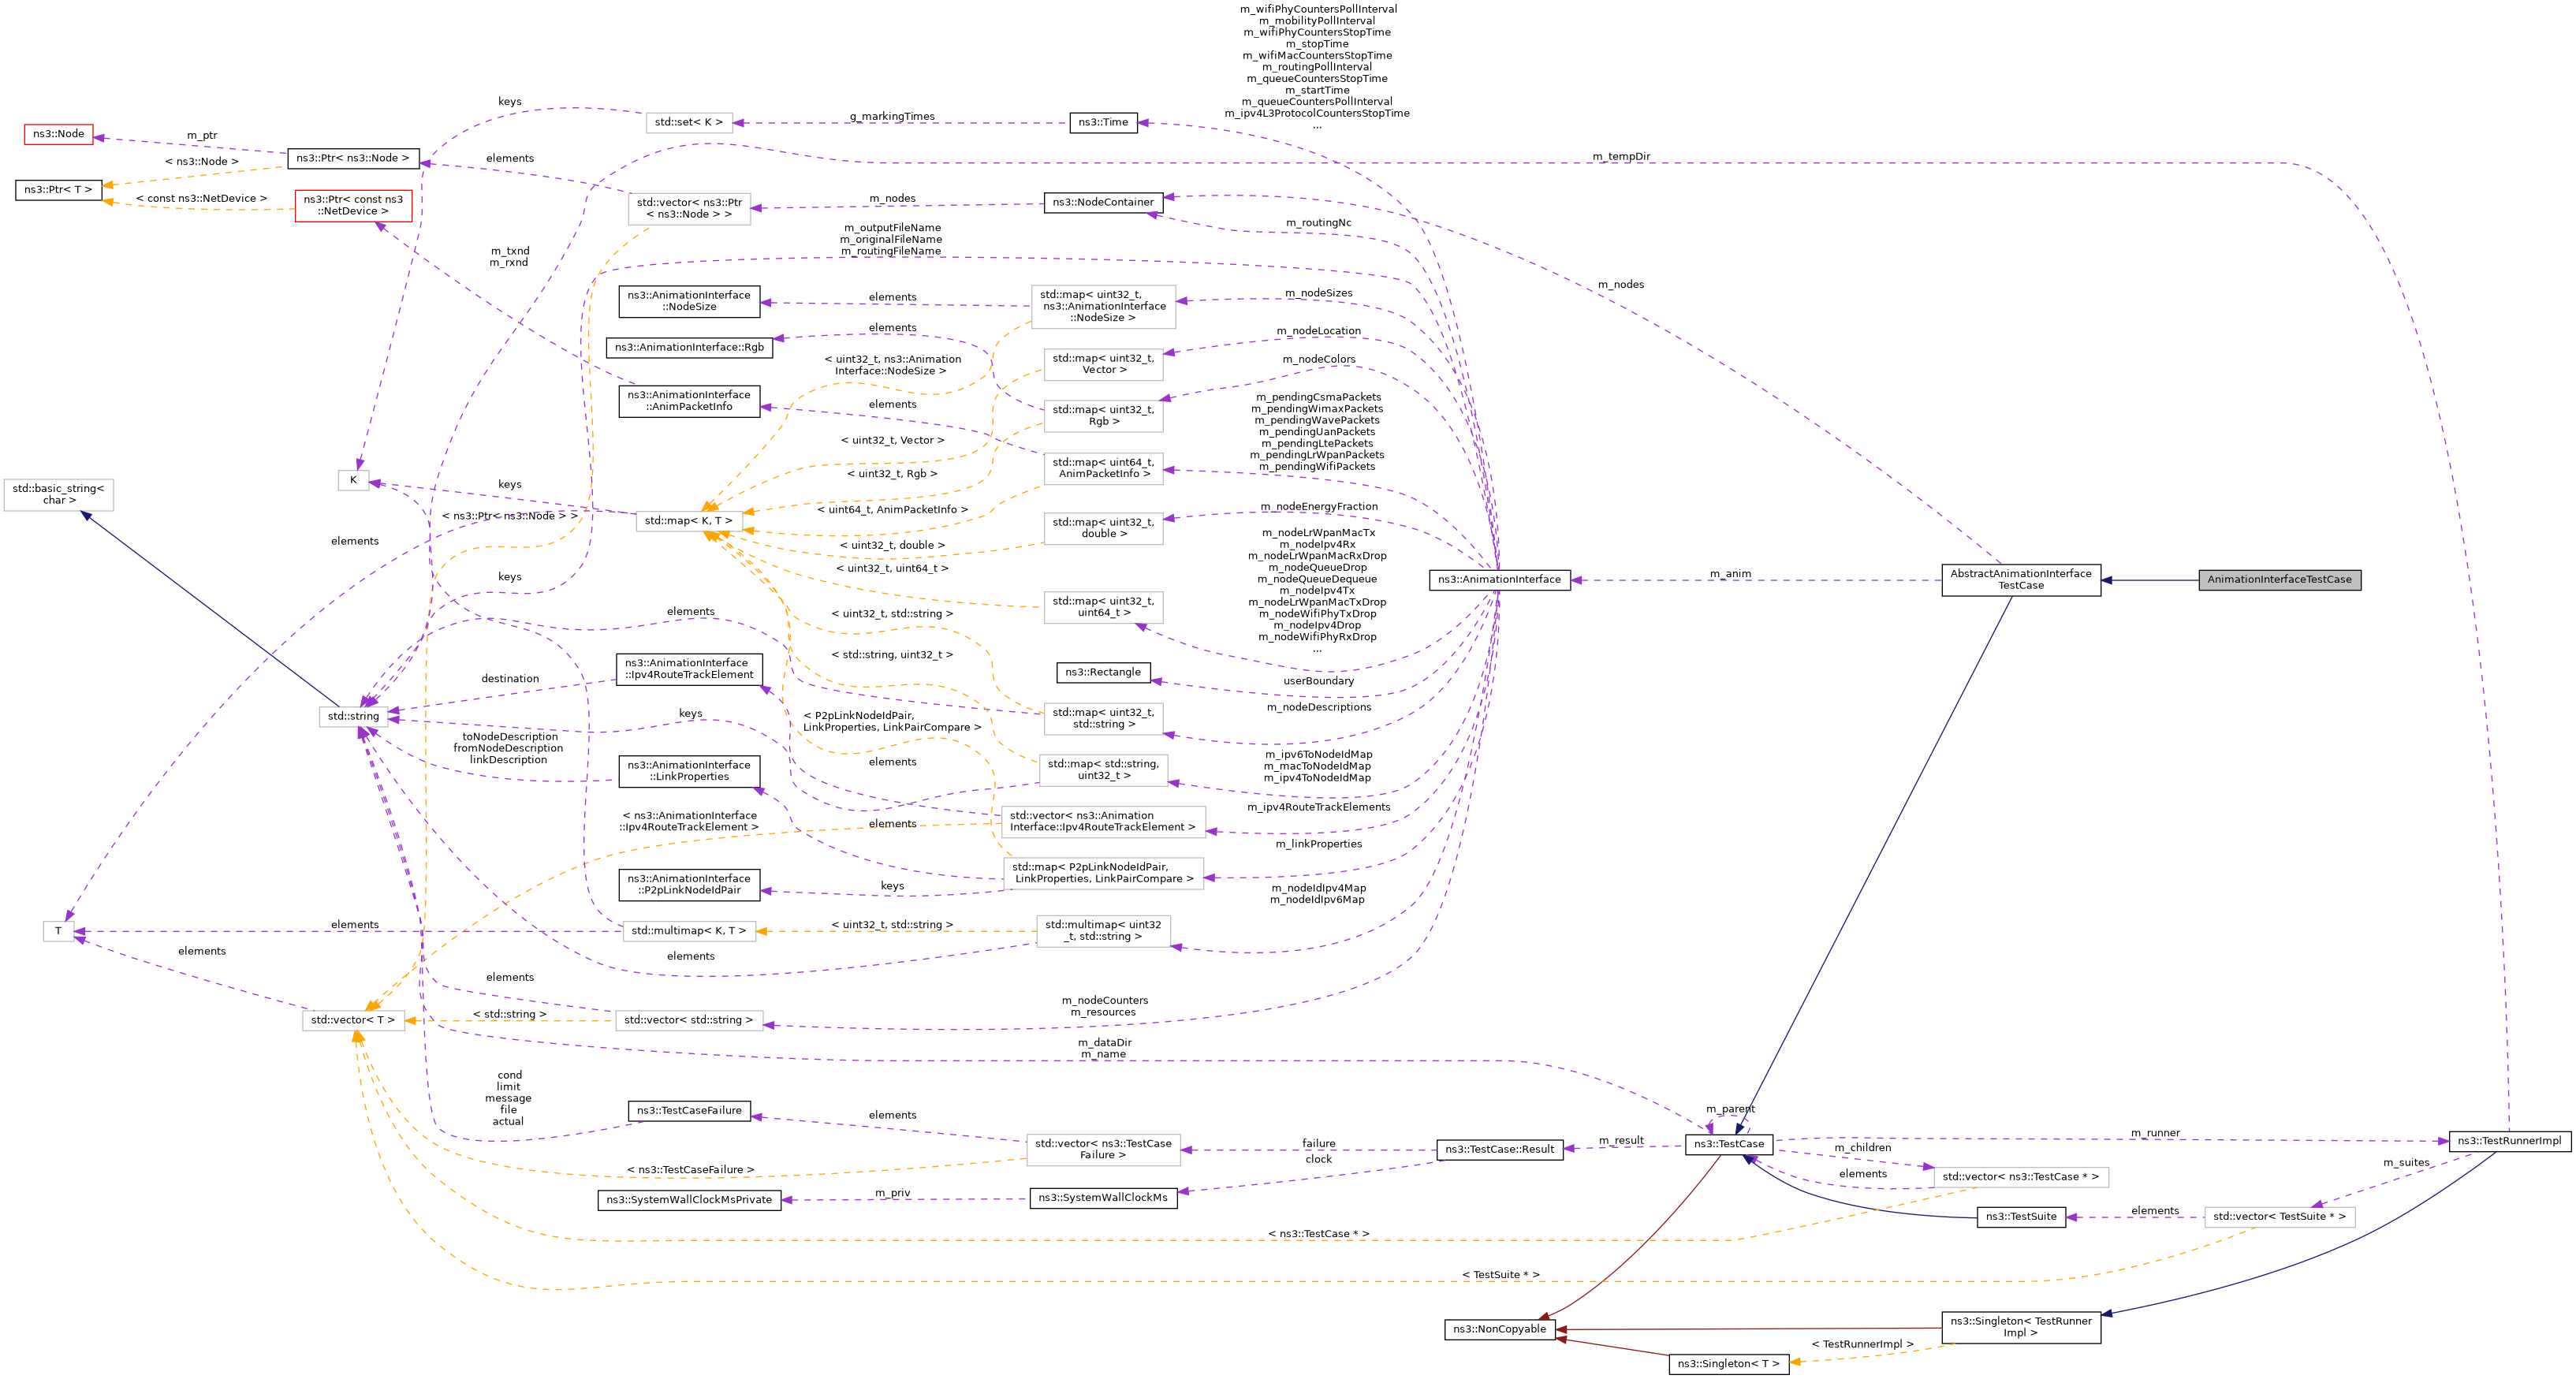 m_wifiPhyCountersPollInterval
m_mobilityPollInterval
m_wifiPhyCountersStopTime
m_stopTime
m_wifiMacCountersStopTime
m_routingPollInterval
m_queueCountersStopTime
m_startTime
m_queueCountersPollInterval
m_ipv4L3ProtocolCountersStopTime
...
keys
std::set< K >
g_markingTimes
ns3::Time
ns3::Node
m_ptr
ns3::Ptr< ns3::Node >
elements
m_tempDir
< ns3::Node >
ns3::Ptr< T >
< const ns3::NetDevice >
ns3::Ptr< const ns3
::NetDevice >
std::vector< ns3::Ptr
< ns3::Node > >
m_nodes
ns3::NodeContainer
m_routingNc
m_outputFileName
m_originalFileName
m_routingFileName
m_txnd
m_rxnd
m_nodes
ns3::AnimationInterface
::NodeSize
elements
std::map< uint32_t,
ns3::AnimationInterface
::NodeSize >
m_nodeSizes
elements
ns3::AnimationInterface::Rgb
m_nodeLocation
< uint32_t, ns3::Animation
Interface::NodeSize >
std::map< uint32_t,
Vector >
m_nodeColors
ns3::AnimationInterface
::AnimPacketInfo
elements
std::map< uint32_t,
Rgb >
m_pendingCsmaPackets
m_pendingWimaxPackets
m_pendingWavePackets
m_pendingUanPackets
m_pendingLtePackets
m_pendingLrWpanPackets
m_pendingWifiPackets
< uint32_t, Vector >
< uint32_t, Rgb >
std::map< uint64_t,
AnimPacketInfo >
K
keys
std::basic_string<
char >
< ns3::Ptr< ns3::Node > >
std::map< K, T >
< uint64_t, AnimPacketInfo >
m_nodeEnergyFraction
std::map< uint32_t,
double >
elements
< uint32_t, double >
m_nodeLrWpanMacTx
m_nodeIpv4Rx
m_nodeLrWpanMacRxDrop
m_nodeQueueDrop
m_nodeQueueDequeue
m_nodeIpv4Tx
m_nodeLrWpanMacTxDrop
m_nodeWifiPhyTxDrop
m_nodeIpv4Drop
m_nodeWifiPhyRxDrop
...
< uint32_t, uint64_t >
keys
ns3::AnimationInterface
m_anim
AbstractAnimationInterface
TestCase
AnimationInterfaceTestCase
std::map< uint32_t,
uint64_t >
elements
< uint32_t, std::string >
< std::string, uint32_t >
ns3::AnimationInterface
::Ipv4RouteTrackElement
destination
ns3::Rectangle
userBoundary
m_nodeDescriptions
std::string
keys
< P2pLinkNodeIdPair,
LinkProperties, LinkPairCompare >
std::map< uint32_t,
std::string >
toNodeDescription
fromNodeDescription
linkDescription
ns3::AnimationInterface
::LinkProperties
elements
std::map< std::string,
uint32_t >
m_ipv6ToNodeIdMap
m_macToNodeIdMap
m_ipv4ToNodeIdMap
< ns3::AnimationInterface
::Ipv4RouteTrackElement >
elements
std::vector< ns3::Animation
Interface::Ipv4RouteTrackElement >
m_ipv4RouteTrackElements
m_linkProperties
ns3::AnimationInterface
::P2pLinkNodeIdPair
keys
std::map< P2pLinkNodeIdPair,
LinkProperties, LinkPairCompare >
m_nodeIdIpv4Map
m_nodeIdIpv6Map
T
elements
std::multimap< K, T >
< uint32_t, std::string >
std::multimap< uint32
_t, std::string >
elements
elements
elements
std::vector< T >
< std::string >
std::vector< std::string >
m_nodeCounters
m_resources
m_dataDir
m_name
cond
limit
message
file
actual
ns3::TestCaseFailure
elements
std::vector< ns3::TestCase
Failure >
failure
clock
ns3::TestCase::Result
m_result
m_parent
ns3::TestCase
m_runner
ns3::TestRunnerImpl
m_children
elements
std::vector< ns3::TestCase * >
m_suites
< ns3::TestCaseFailure >
ns3::SystemWallClockMsPrivate
m_priv
ns3::SystemWallClockMs
ns3::TestSuite
elements
std::vector< TestSuite * >
< ns3::TestCase * >
< TestSuite * >
ns3::NonCopyable
ns3::Singleton< TestRunner
Impl >
< TestRunnerImpl >
ns3::Singleton< T >